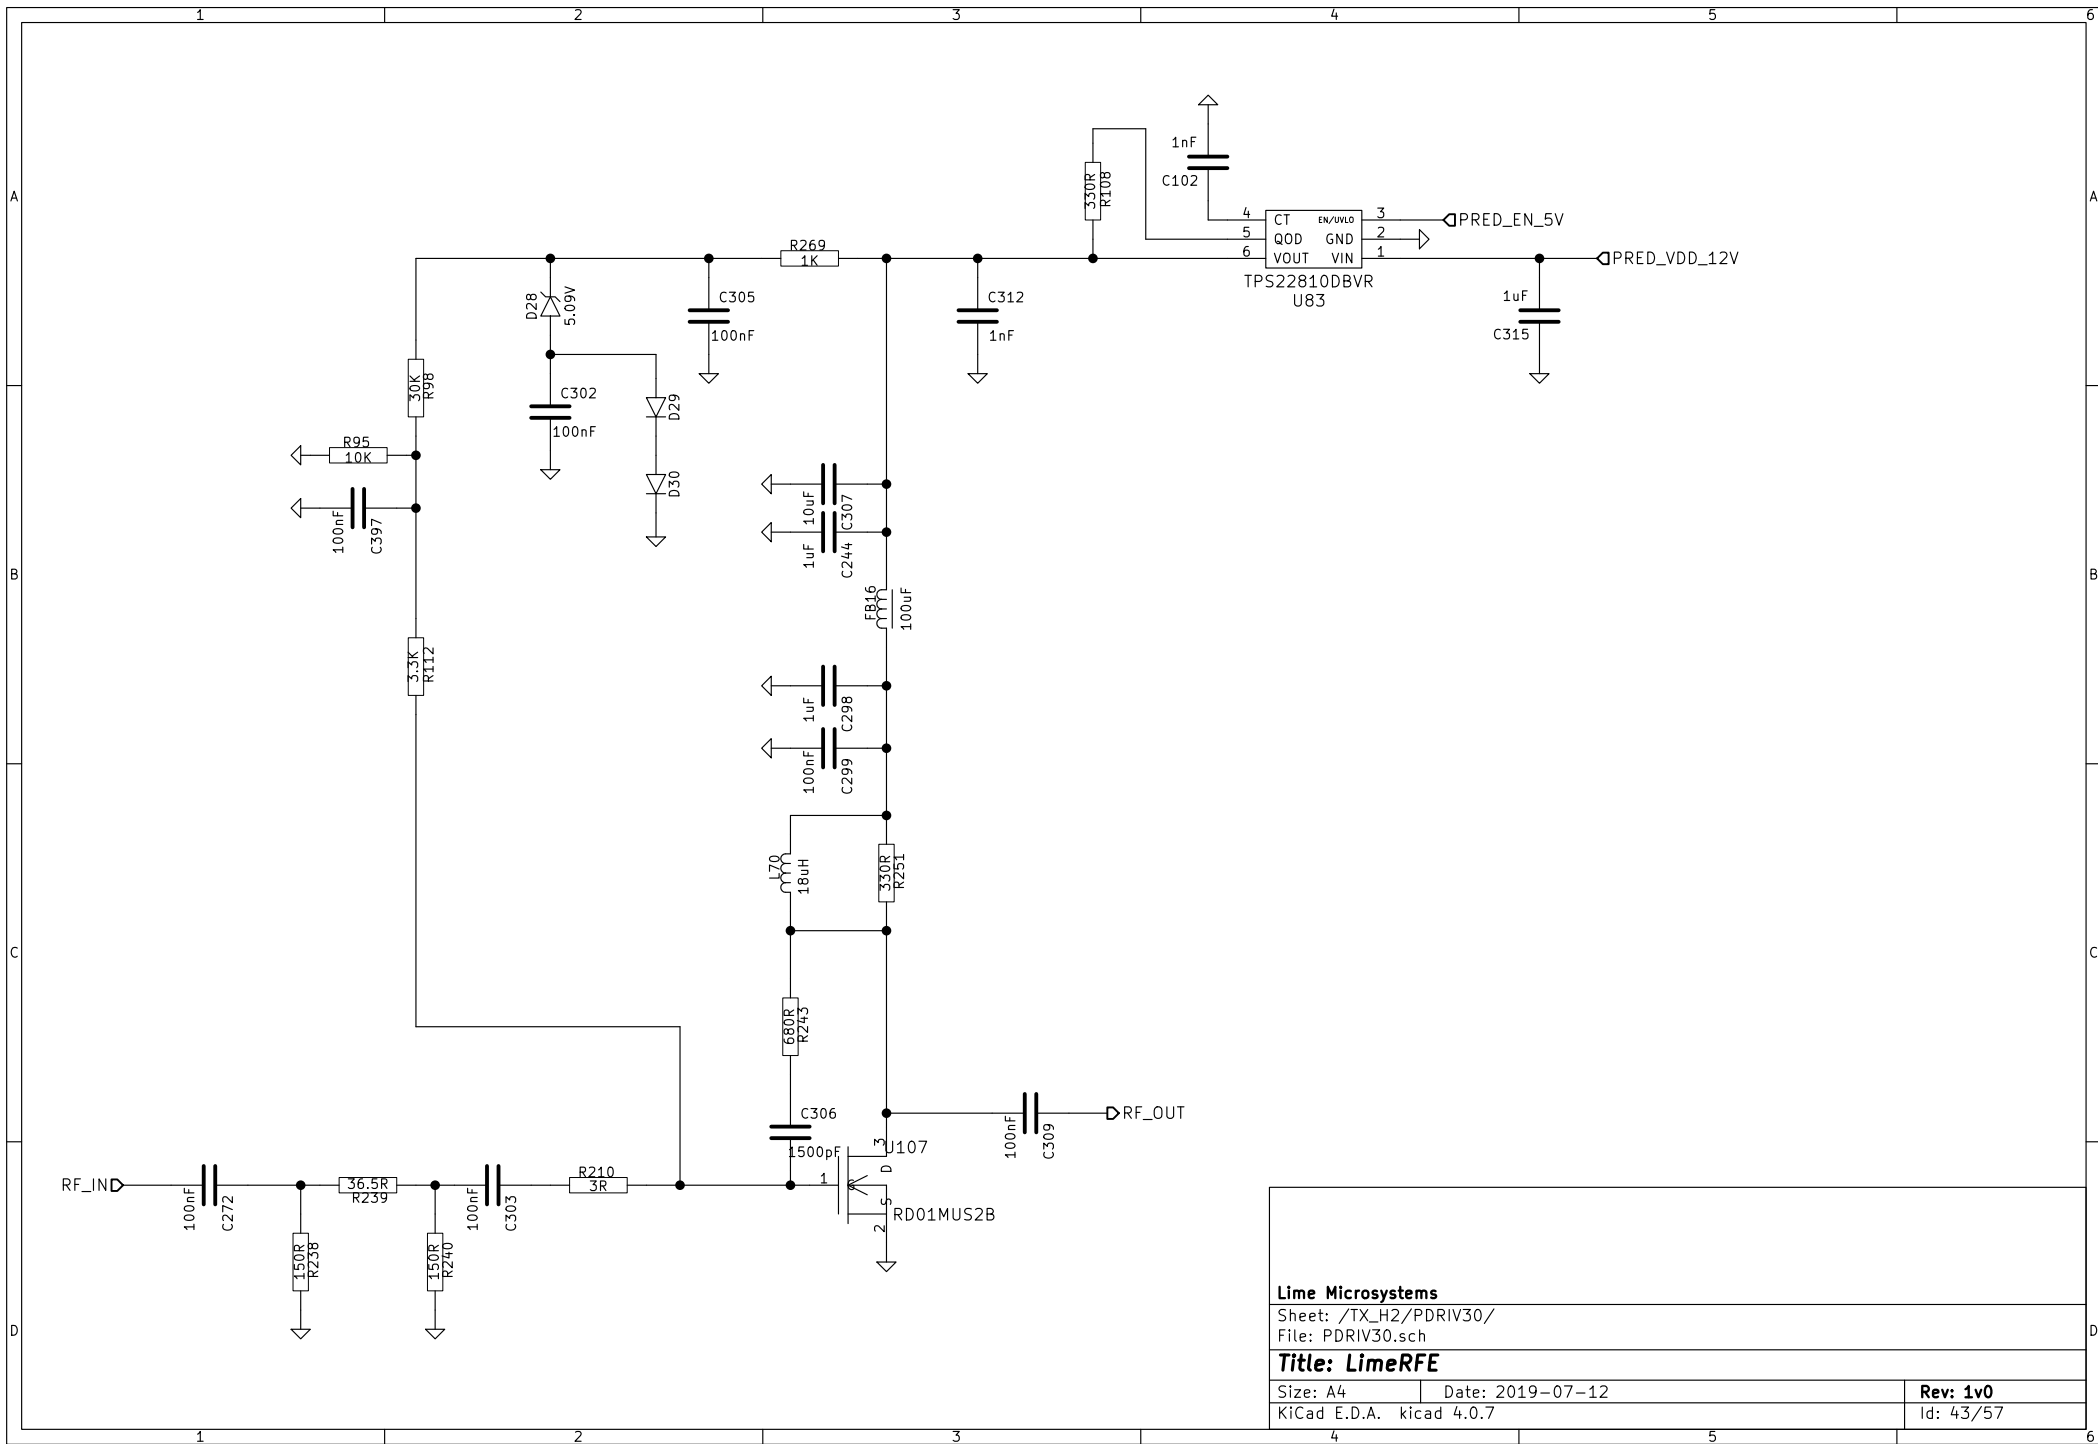 1 2 3 4 5 6
A
B
C
D
A
B
C
D
1nF
C102
330R
R108
4 CT EN/UVLO 3
5 QOD GND 2
6 VOUT VIN 1
TPS22810DBVR
U83
PRED_EN_5V
PRED_VDD_12V
1uF
C315
R269
1K
D28
5.09V
C305
100nF
C312
1nF
30K
R98
C302
100nF
D29
D30
R95
10K
100nF
C397
10uF
C307
1uF
C244
FB16
100uF
3.3K
R112
1uF
C298
100nF
C299
L70
18uH
330R
R251
680R
R243
C306
1500pF
U107
3
D
1
G
S
2
RD01MUS2B
100nF
C309
RF_OUT
RF_IN
100nF
C272
36.5R
R239
100nF
C303
R210
3R
150R
R238
150R
R240
Lime Microsystems
Sheet: /TX_H2/PDRIV30/
File: PDRIV30.sch
Title: LimeRFE
Size: A4 Date: 2019-07-12 Rev: 1v0
KiCad E.D.A. kicad 4.0.7 Id: 43/57
1 2 3 4 5 6